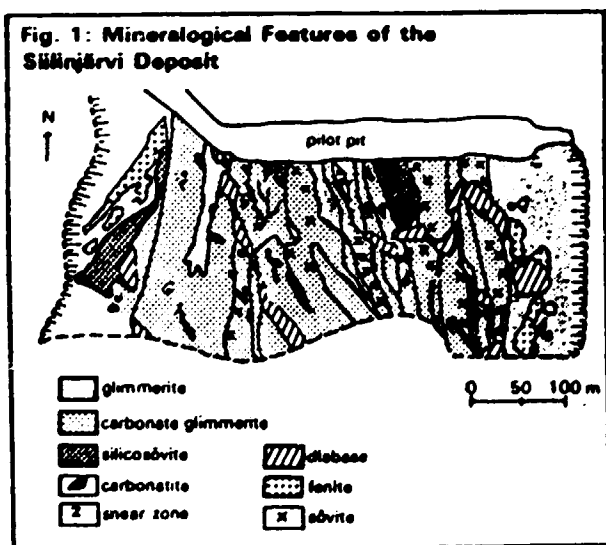 Fig. 1: Mineralogical Features of the
Siilinjärvi Deposit
N
pilot pit
glimmerite
carbonate glimmerite
silicosövite
carbonatite
shear zone
diabase
fenite
sövite
0 50 100 m